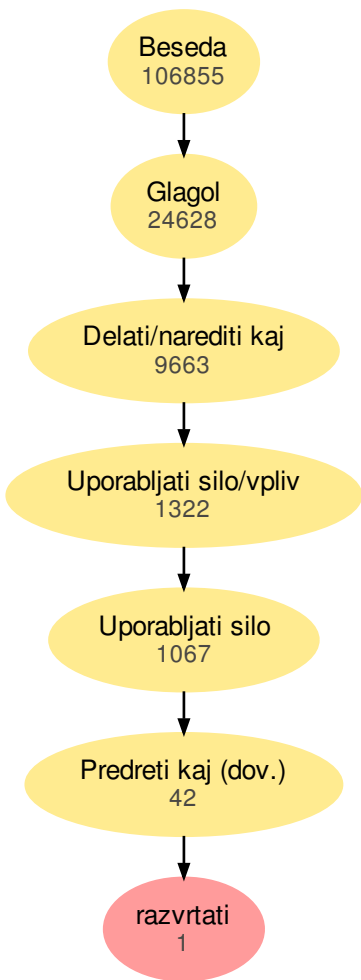 Beseda
106855
Glagol
24628
Delati/narediti kaj
9663
Uporabljati silo/vpliv
1322
Uporabljati silo
1067
Predreti kaj (dov.)
42
razvrtati
1